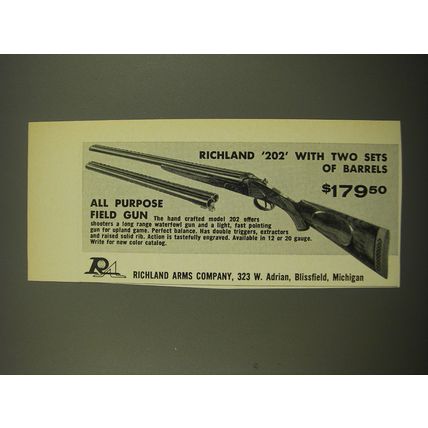 RICHLAND '202' WITH TWO SETS
OF BARRELS
$179.50
ALL PURPOSE
FIELD GUN The hand crafted model 202 offers
shooters a long range waterfowl gun and a light, fast pointing
gun for upland game. Perfect balance. Has double triggers, extractors
and raised solid rib. Action is tastefully engraved. Available in 12 or 20 gauge.
Write for new color catalog.
RA RICHLAND ARMS COMPANY, 323 W. Adrian, Blissfield, Michigan